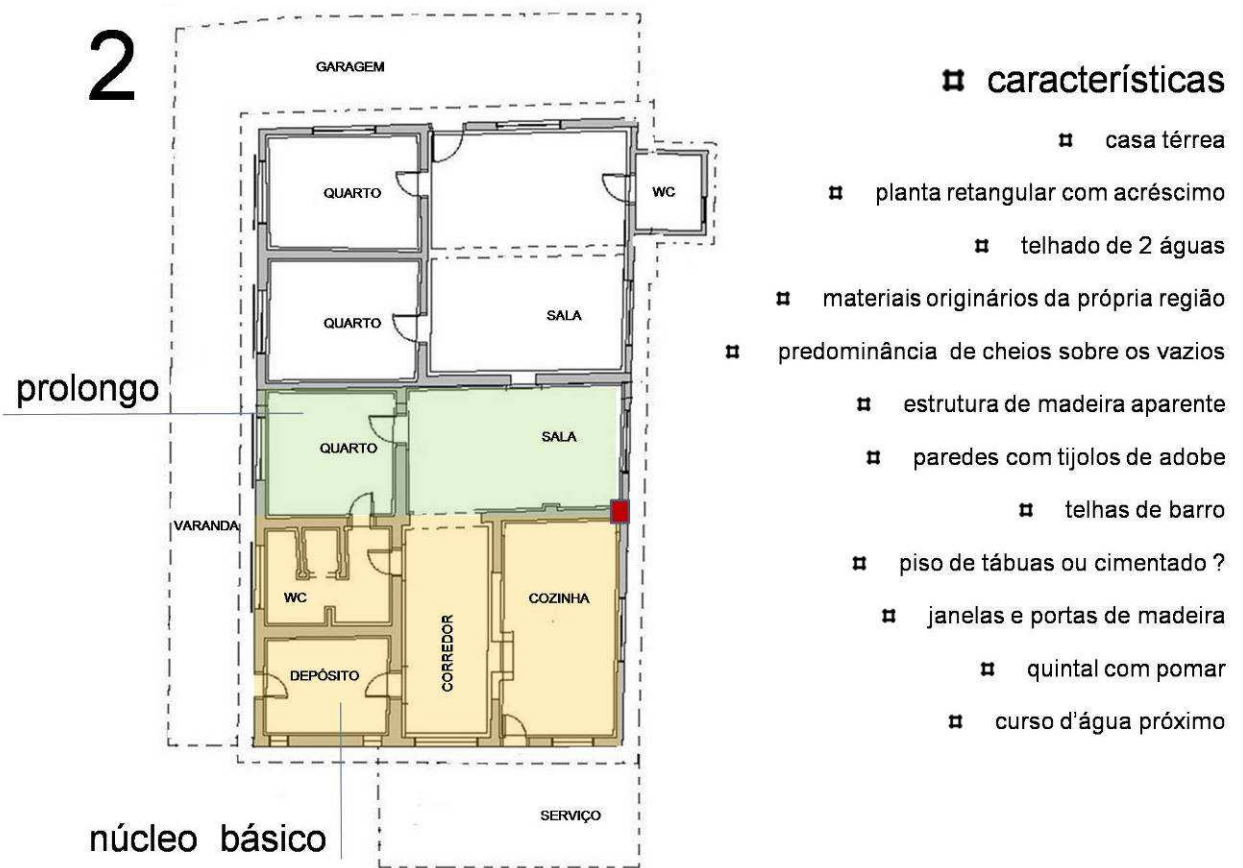 2
GARAGEM
QUARTO
WC
QUARTO
SALA
prolongo
QUARTO
SALA
VARANDA
WC
COZINHA
CORREDOR
DEPÓSITO
SERVIÇO
núcleo básico
¤ características
¤ casa térrea
¤ planta retangular com acréscimo
¤ telhado de 2 águas
¤ materiais originários da própria região
¤ predominância de cheios sobre os vazios
¤ estrutura de madeira aparente
¤ paredes com tijolos de adobe
¤ telhas de barro
¤ piso de tábuas ou cimentado ?
¤ janelas e portas de madeira
¤ quintal com pomar
¤ curso d'água próximo